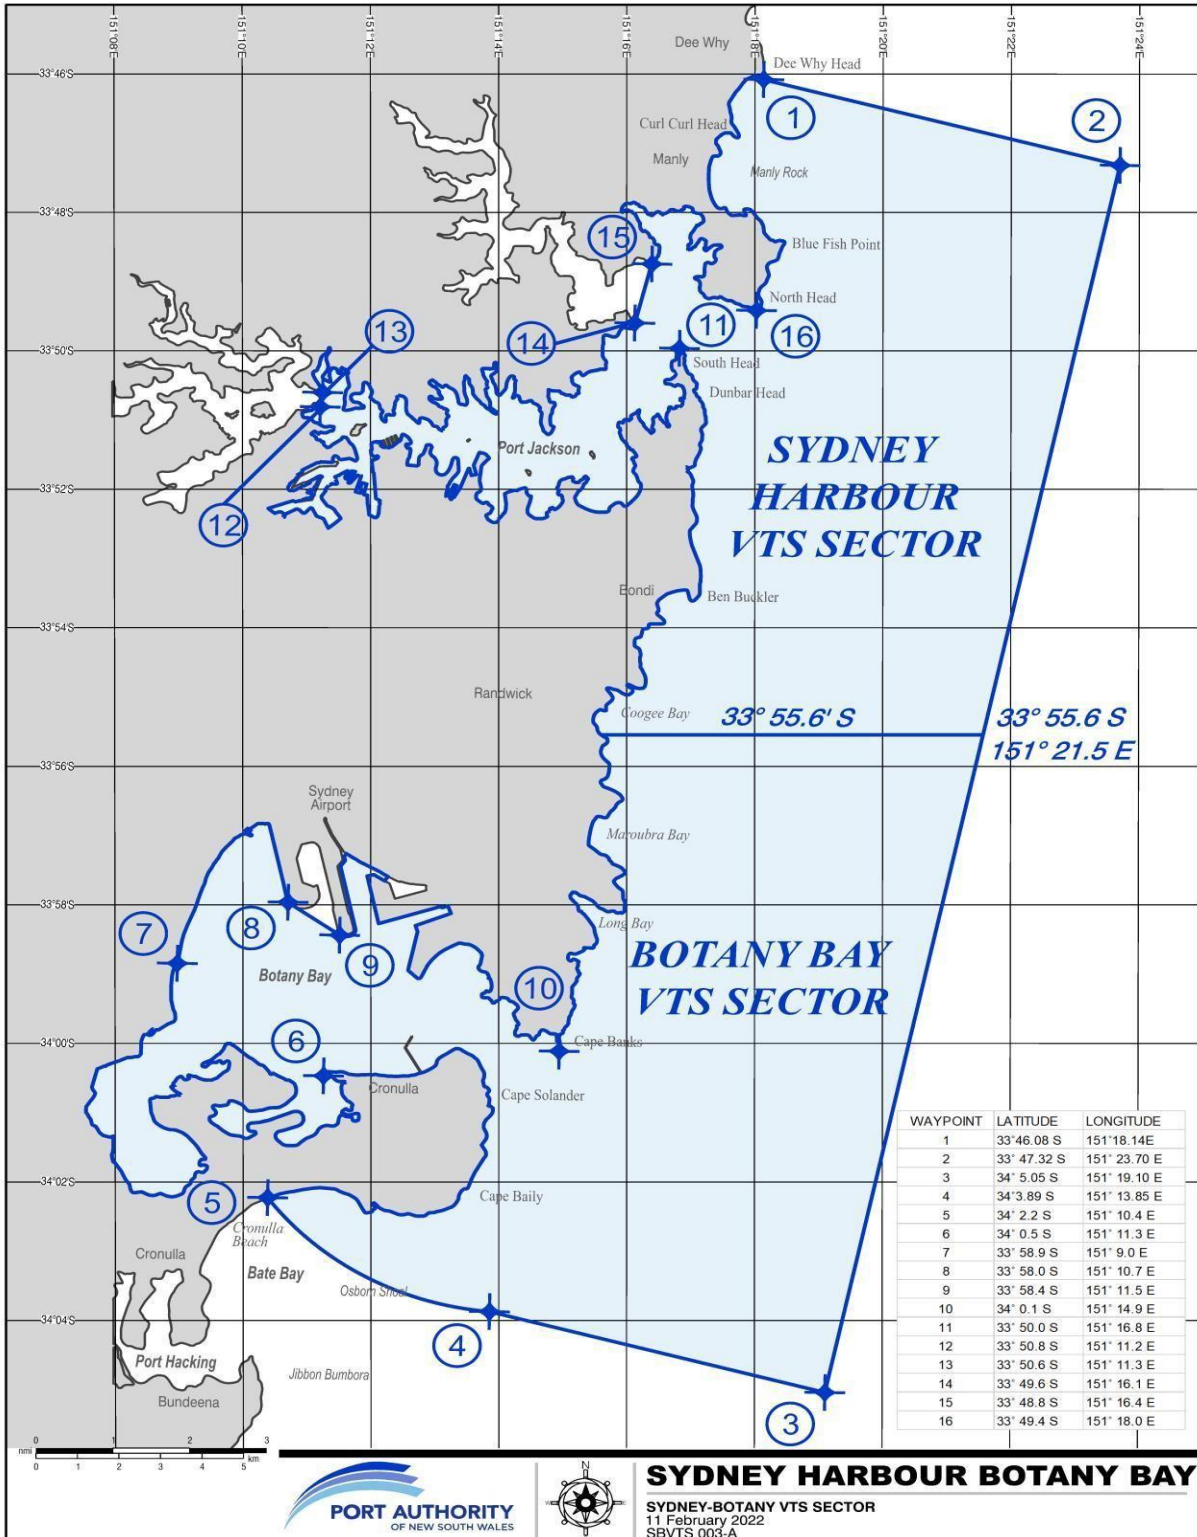 151°08'E
151°10'E
151°12'E
151°14'E
151°16'E
151°18'E
151°20'E
151°22'E
151°24'E
Dee Why
Dee Why Head
33°46'S
1
2
Curl Curl Head
Manly
Manly Rock
33°48'S
15
Blue Fish Point
North Head
13
14
11
16
33°50'S
South Head
Dunbar Head
Port Jackson
SYDNEY
HARBOUR
VTS SECTOR
33°52'S
12
Bondi
Ben Buckler
33°54'S
Randwick
Coogee Bay
33° 55.6' S
33° 55.6 S
151° 21.5 E
33°56'S
Sydney
Airport
Maroubra Bay
33°58'S
8
7
Long Bay
9
BOTANY BAY
VTS SECTOR
Botany Bay
10
34°00'S
6
Cape Banks
Cronulla
Cape Solander
34°02'S
5
Cape Baily
Cronulla
Beach
Cronulla
Bate Bay
Osborn Shoal
34°04'S
4
Port Hacking
Jibbon Bumbora
Bundeena
3
WAYPOINT LATITUDE LONGITUDE
1 33°46.08 S 151°18.14E
2 33° 47.32 S 151° 23.70 E
3 34° 5.05 S 151° 19.10 E
4 34°3.89 S 151° 13.85 E
5 34° 2.2 S 151° 10.4 E
6 34° 0.5 S 151° 11.3 E
7 33° 58.9 S 151° 9.0 E
8 33° 58.0 S 151° 10.7 E
9 33° 58.4 S 151° 11.5 E
10 34° 0.1 S 151° 14.9 E
11 33° 50.0 S 151° 16.8 E
12 33° 50.8 S 151° 11.2 E
13 33° 50.6 S 151° 11.3 E
14 33° 49.6 S 151° 16.1 E
15 33° 48.8 S 151° 16.4 E
16 33° 49.4 S 151° 18.0 E
0 1 2 3
nmi
km
0 1 2 3 4 5
PORT AUTHORITY
OF NEW SOUTH WALES
N
W E
S
SYDNEY HARBOUR BOTANY BAY
SYDNEY-BOTANY VTS SECTOR
11 February 2022
SBVTS 003-A